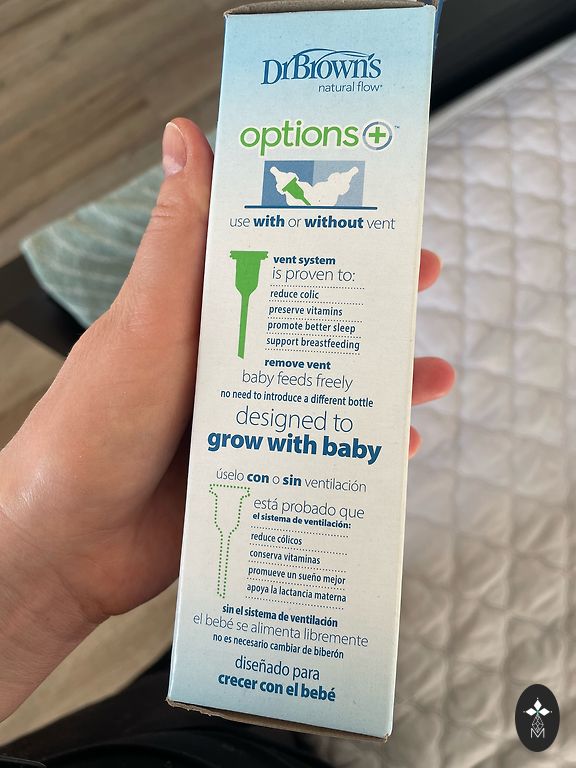 Dr Brown's
natural flow®
options+™
use with or without vent
vent system
is proven to:
reduce colic
preserve vitamins
promote better sleep
support breastfeeding
remove vent
baby feeds freely
no need to introduce a different bottle
designed to
grow with baby
úselo con o sin ventilación
está probado que
el sistema de ventilación:
reduce cólicos
conserva vitaminas
promueve un sueño mejor
apoya la lactancia materna
sin el sistema de ventilación
el bebé se alimenta libremente
no es necesario cambiar de biberón
diseñado para
crecer con el bebé
M